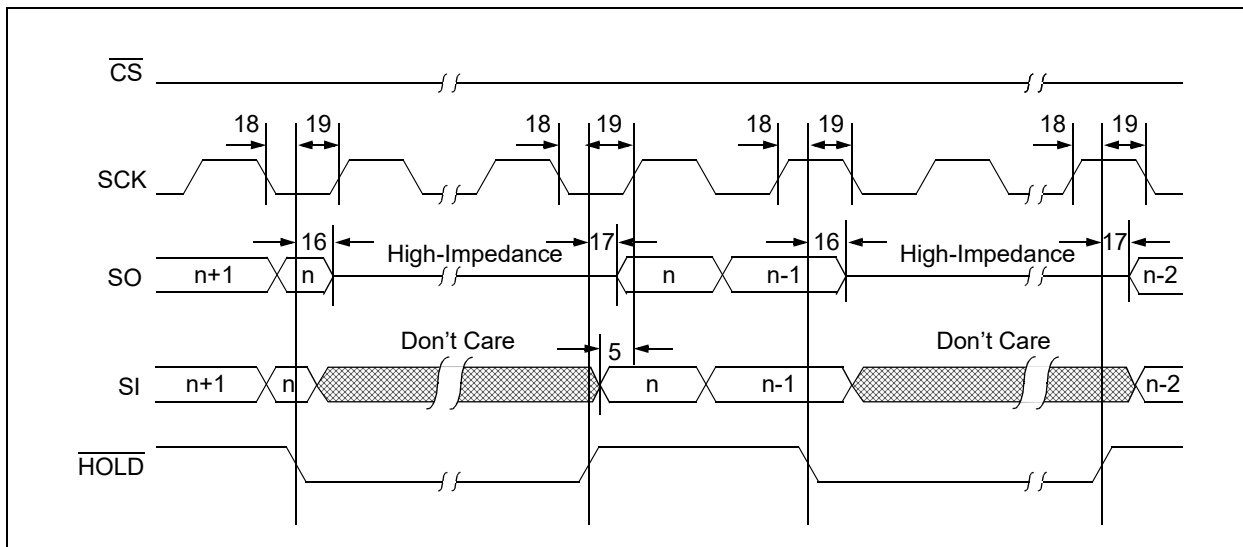 CS
18 19 18 19 18 19 18 19
SCK
16 High-Impedance 17 16 High-Impedance 17
SO n+1 n n n-1 n-2
Don't Care 5 Don't Care
SI n+1 n n n-1 n-2
HOLD